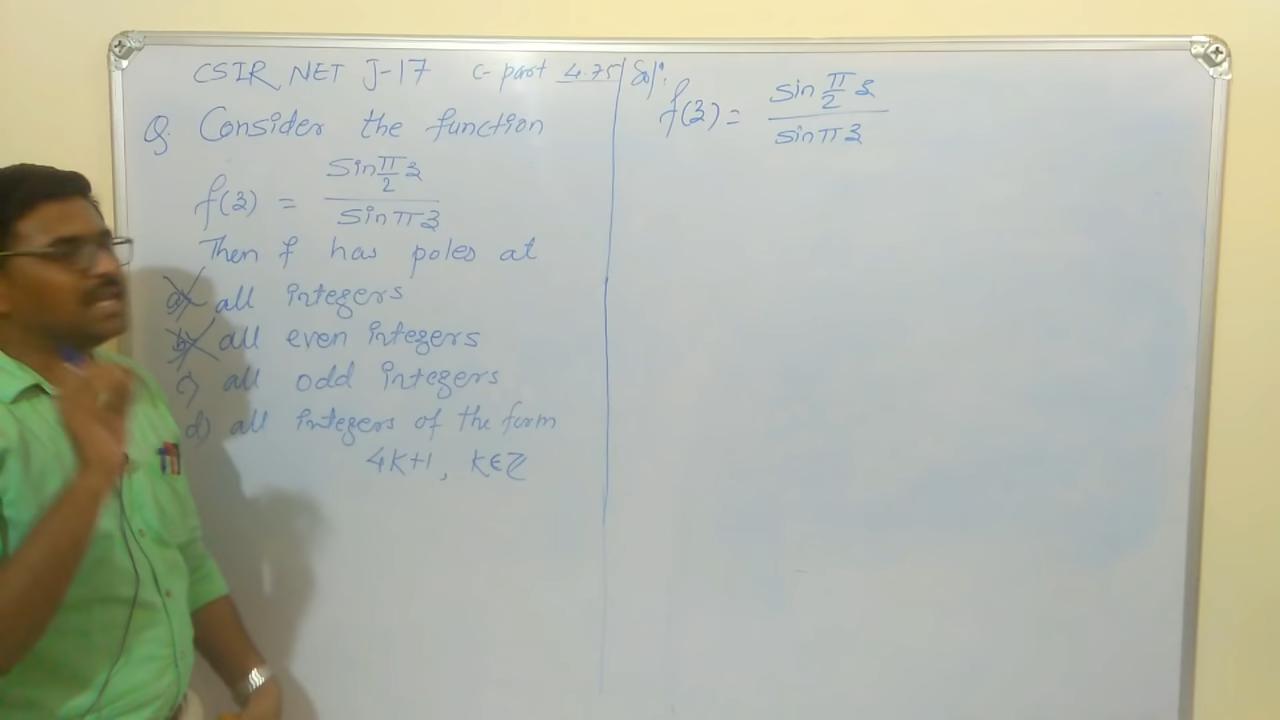 CSIR NET J-17 C-part 4.75
Q. Consider the function
f(z) = Sin π/2 z / Sin πz
Then f has poles at
a) all integers
b) all even integers
c) all odd integers
d) all integers of the form
4K+1, K∈Z
Sol:
f(z) = Sin π/2 z / sin πz